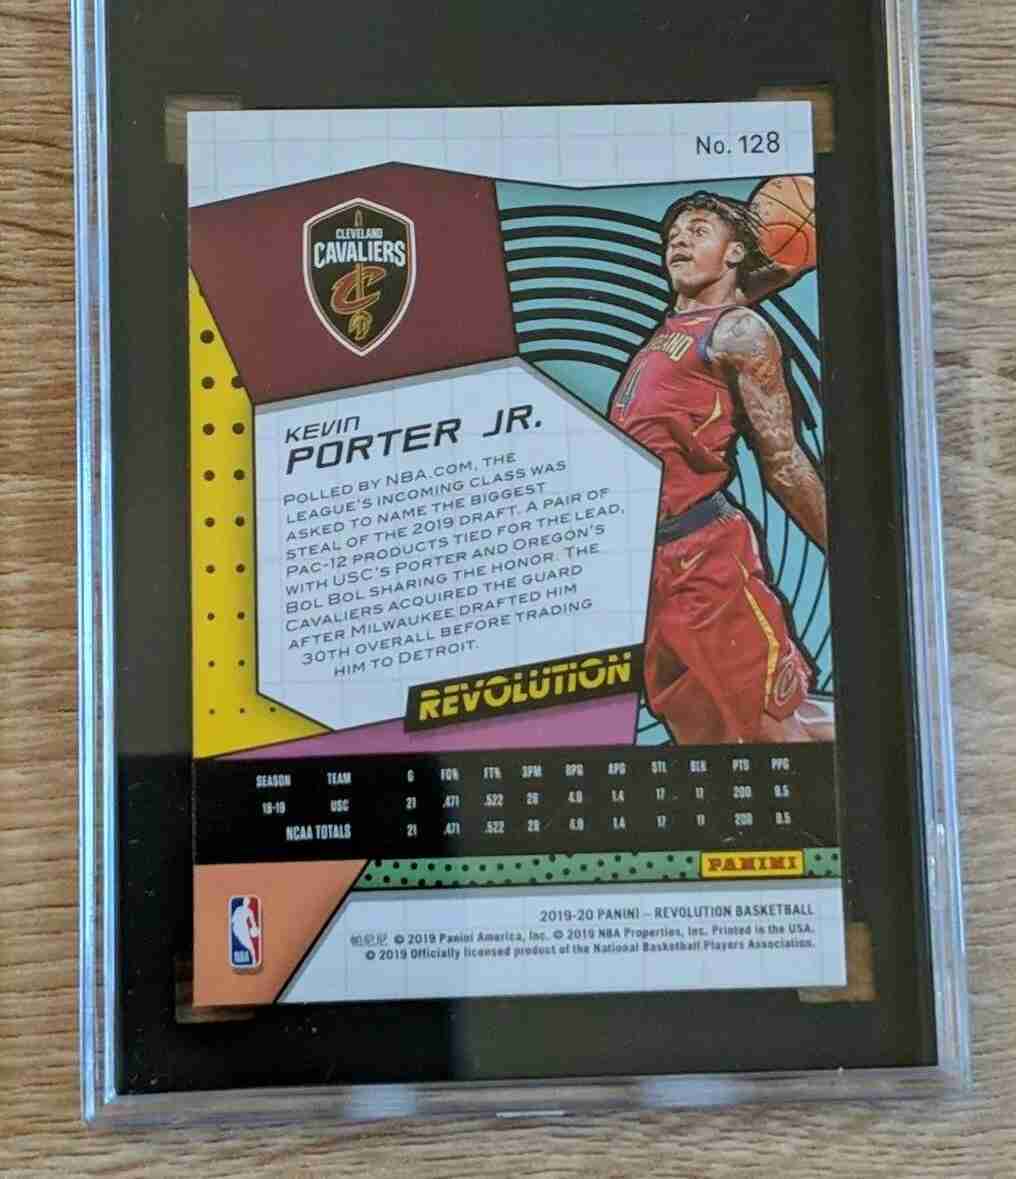 No. 128
CLEVELAND
CAVALIERS
KEVIN
PORTER JR.
POLLED BY NBA.COM, THE
LEAGUE'S INCOMING CLASS WAS
ASKED TO NAME THE BIGGEST
STEAL OF THE 2019 DRAFT. A PAIR OF
PAC-12 PRODUCTS TIED FOR THE LEAD,
WITH USC'S PORTER AND OREGON'S
BOL BOL SHARING THE HONOR. THE
CAVALIERS ACQUIRED THE GUARD
AFTER MILWAUKEE DRAFTED HIM
30TH OVERALL BEFORE TRADING
HIM TO DETROIT.
4
REVOLUTION
SEASON TEAM G FG% FT% 3PM RPG APG STL BLK PTS PPG
18-19 USC 21 .471 .522 26 4.0 1.4 17 11 200 9.5
NCAA TOTALS 21 .471 .522 26 4.0 1.4 17 11 200 9.5
PANINI
2019-20 PANINI – REVOLUTION BASKETBALL
© 2019 Panini America, Inc. © 2019 NBA Properties, Inc. Printed in the USA.
© 2019 Officially licensed product of the National Basketball Players Association.
NBA